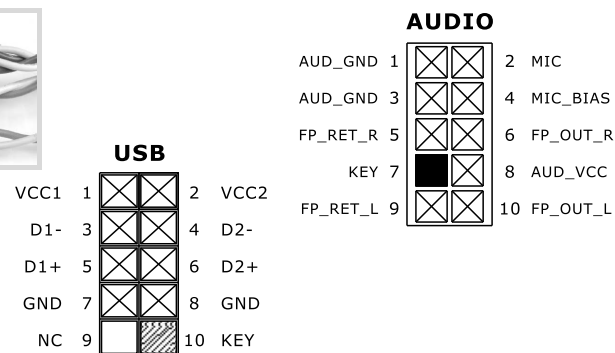 AUDIO
AUD_GND 1 2 MIC
AUD_GND 3 4 MIC_BIAS
FP_RET_R 5 6 FP_OUT_R
KEY 7 8 AUD_VCC
FP_RET_L 9 10 FP_OUT_L
USB
VCC1 1 2 VCC2
D1- 3 4 D2-
D1+ 5 6 D2+
GND 7 8 GND
NC 9 10 KEY